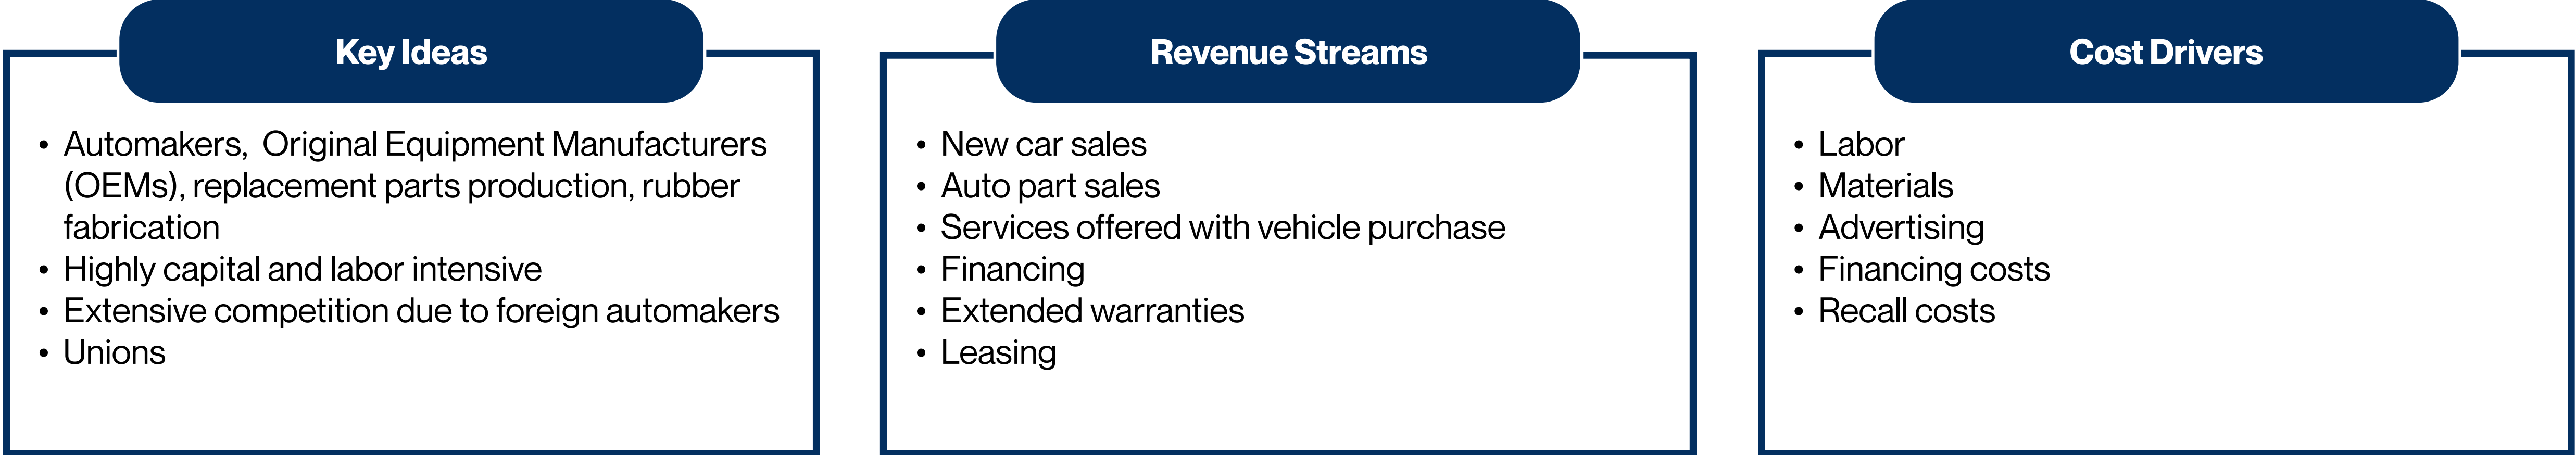 Key Ideas
• Automakers,  Original Equipment Manufacturers
(OEMs), replacement parts production, rubber
fabrication
• Highly capital and labor intensive
• Extensive competition due to foreign automakers
• Unions
Revenue Streams
• New car sales
• Auto part sales
• Services offered with vehicle purchase
• Financing
• Extended warranties
• Leasing
Cost Drivers
• Labor
• Materials
• Advertising
• Financing costs
• Recall costs